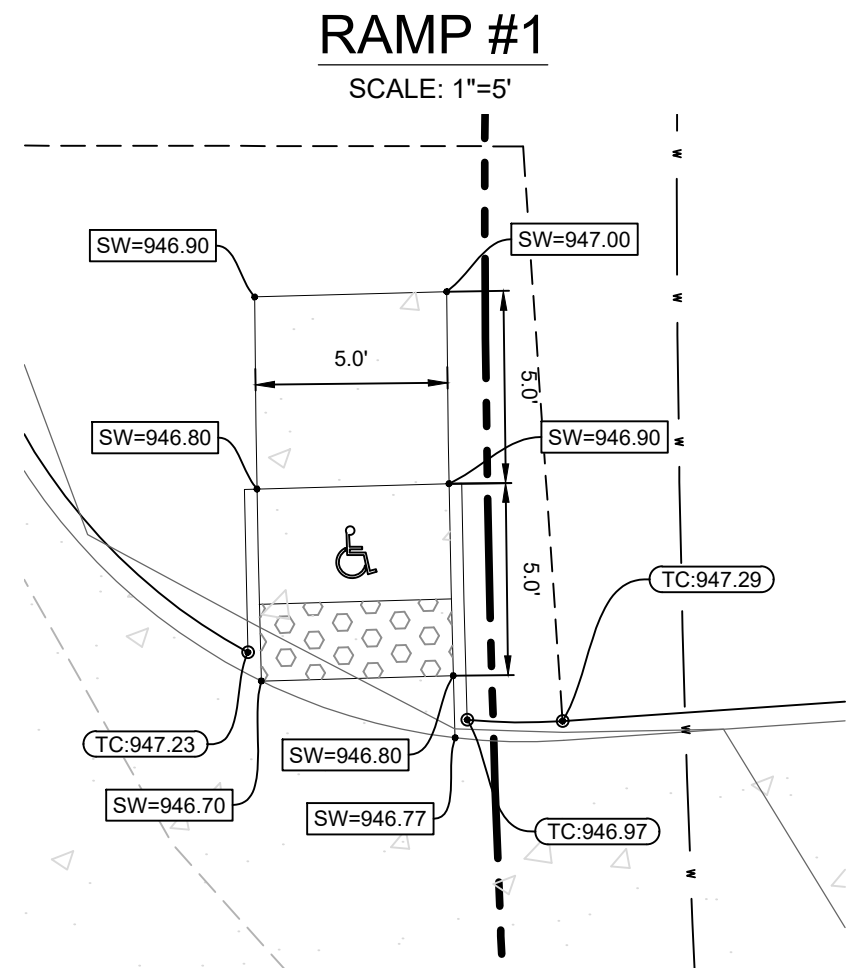 RAMP #1
SCALE: 1"=5'
W
SW=946.90
SW=947.00
W
5.0'
5.0'
SW=946.80
SW=946.90
W
5.0'
TC:947.29
W
TC:947.23
SW=946.80
SW=946.70
SW=946.77
TC:946.97
W